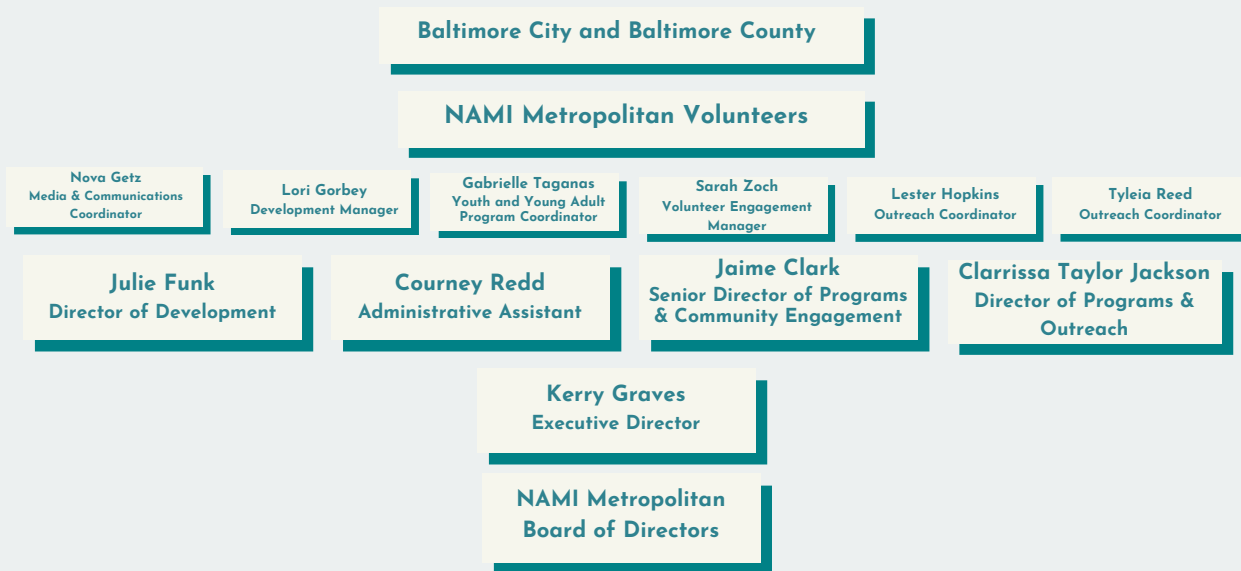 Baltimore City and Baltimore County
NAMI Metropolitan Volunteers
Nova Getz
Media & Communications
Coordinator
Lori Gorbey
Development Manager
Gabrielle Taganas
Youth and Young Adult
Program Coordinator
Sarah Zoch
Volunteer Engagement
Manager
Lester Hopkins
Outreach Coordinator
Tyleia Reed
Outreach Coordinator
Julie Funk
Director of Development
Courney Redd
Administrative Assistant
Jaime Clark
Senior Director of Programs
& Community Engagement
Clarrissa Taylor Jackson
Director of Programs &
Outreach
Kerry Graves
Executive Director
NAMI Metropolitan
Board of Directors